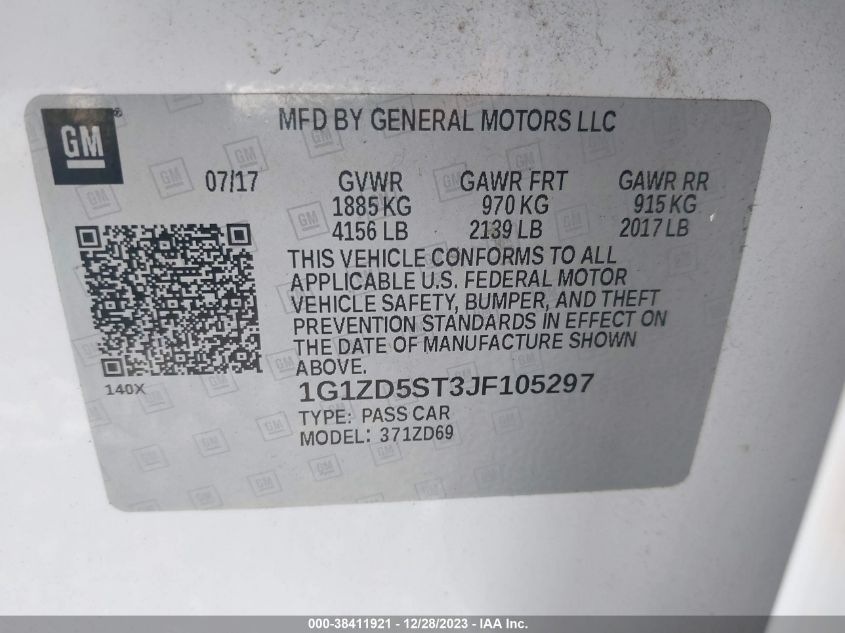 GM®
MFD BY GENERAL MOTORS LLC
07/17 GVWR GAWR FRT GAWR RR
1885 KG 970 KG 915 KG
4156 LB 2139 LB 2017 LB
THIS VEHICLE CONFORMS TO ALL
APPLICABLE U.S. FEDERAL MOTOR
VEHICLE SAFETY, BUMPER, AND THEFT
PREVENTION STANDARDS IN EFFECT ON
THE DATE OF MANUFACTURE SHOWN
ABOVE.
140X
1G1ZD5ST3JF105297
TYPE: PASS CAR
MODEL: 371ZD69
000-38411921 - 12/28/2023 - IAA Inc.